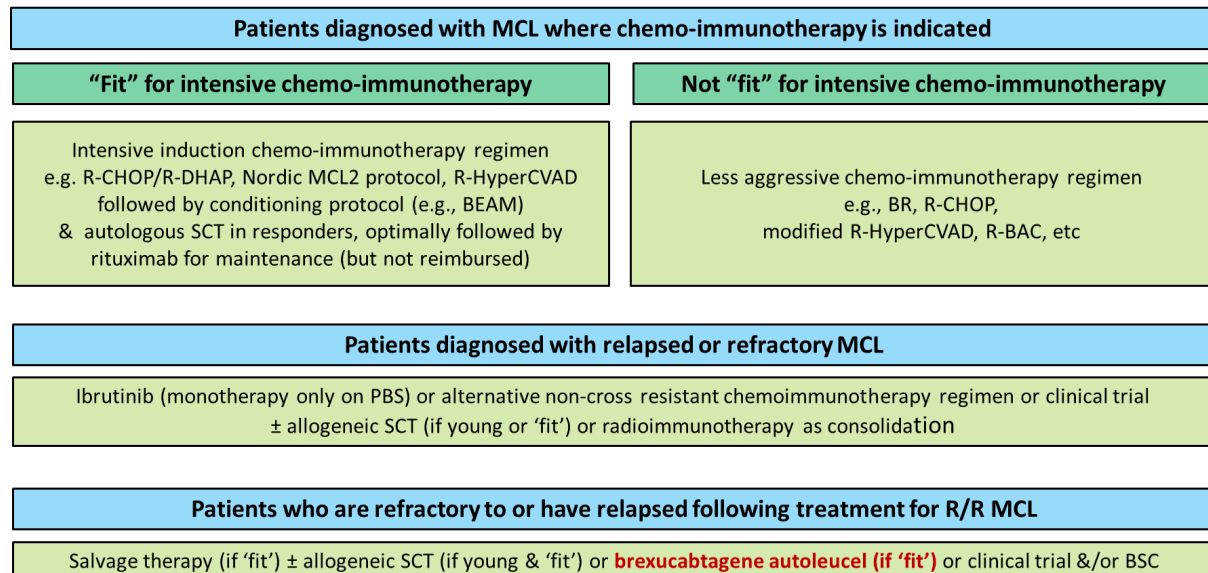 Patients diagnosed with MCL where chemo-immunotherapy is indicated
“Fit” for intensive chemo-immunotherapy
Intensive induction chemo-immunotherapy regimen
e.g. R-CHOP/R-DHAP, Nordic MCL2 protocol, R-HyperCVAD
followed by conditioning protocol (e.g., BEAM)
& autologous SCT in responders, optimally followed by
rituximab for maintenance (but not reimbursed)
Not “fit” for intensive chemo-immunotherapy
Less aggressive chemo-immunotherapy regimen
e.g., BR, R-CHOP,
modified R-HyperCVAD, R-BAC, etc
Patients diagnosed with relapsed or refractory MCL
Ibrutinib (monotherapy only on PBS) or alternative non-cross resistant chemoimmunotherapy regimen or clinical trial
± allogeneic SCT (if young or ‘fit’) or radioimmunotherapy as consolidation
Patients who are refractory to or have relapsed following treatment for R/R MCL
Salvage therapy (if ‘fit’) ± allogeneic SCT (if young & ‘fit’) or brexucabtagene autoleucel (if ‘fit’) or clinical trial &/or BSC